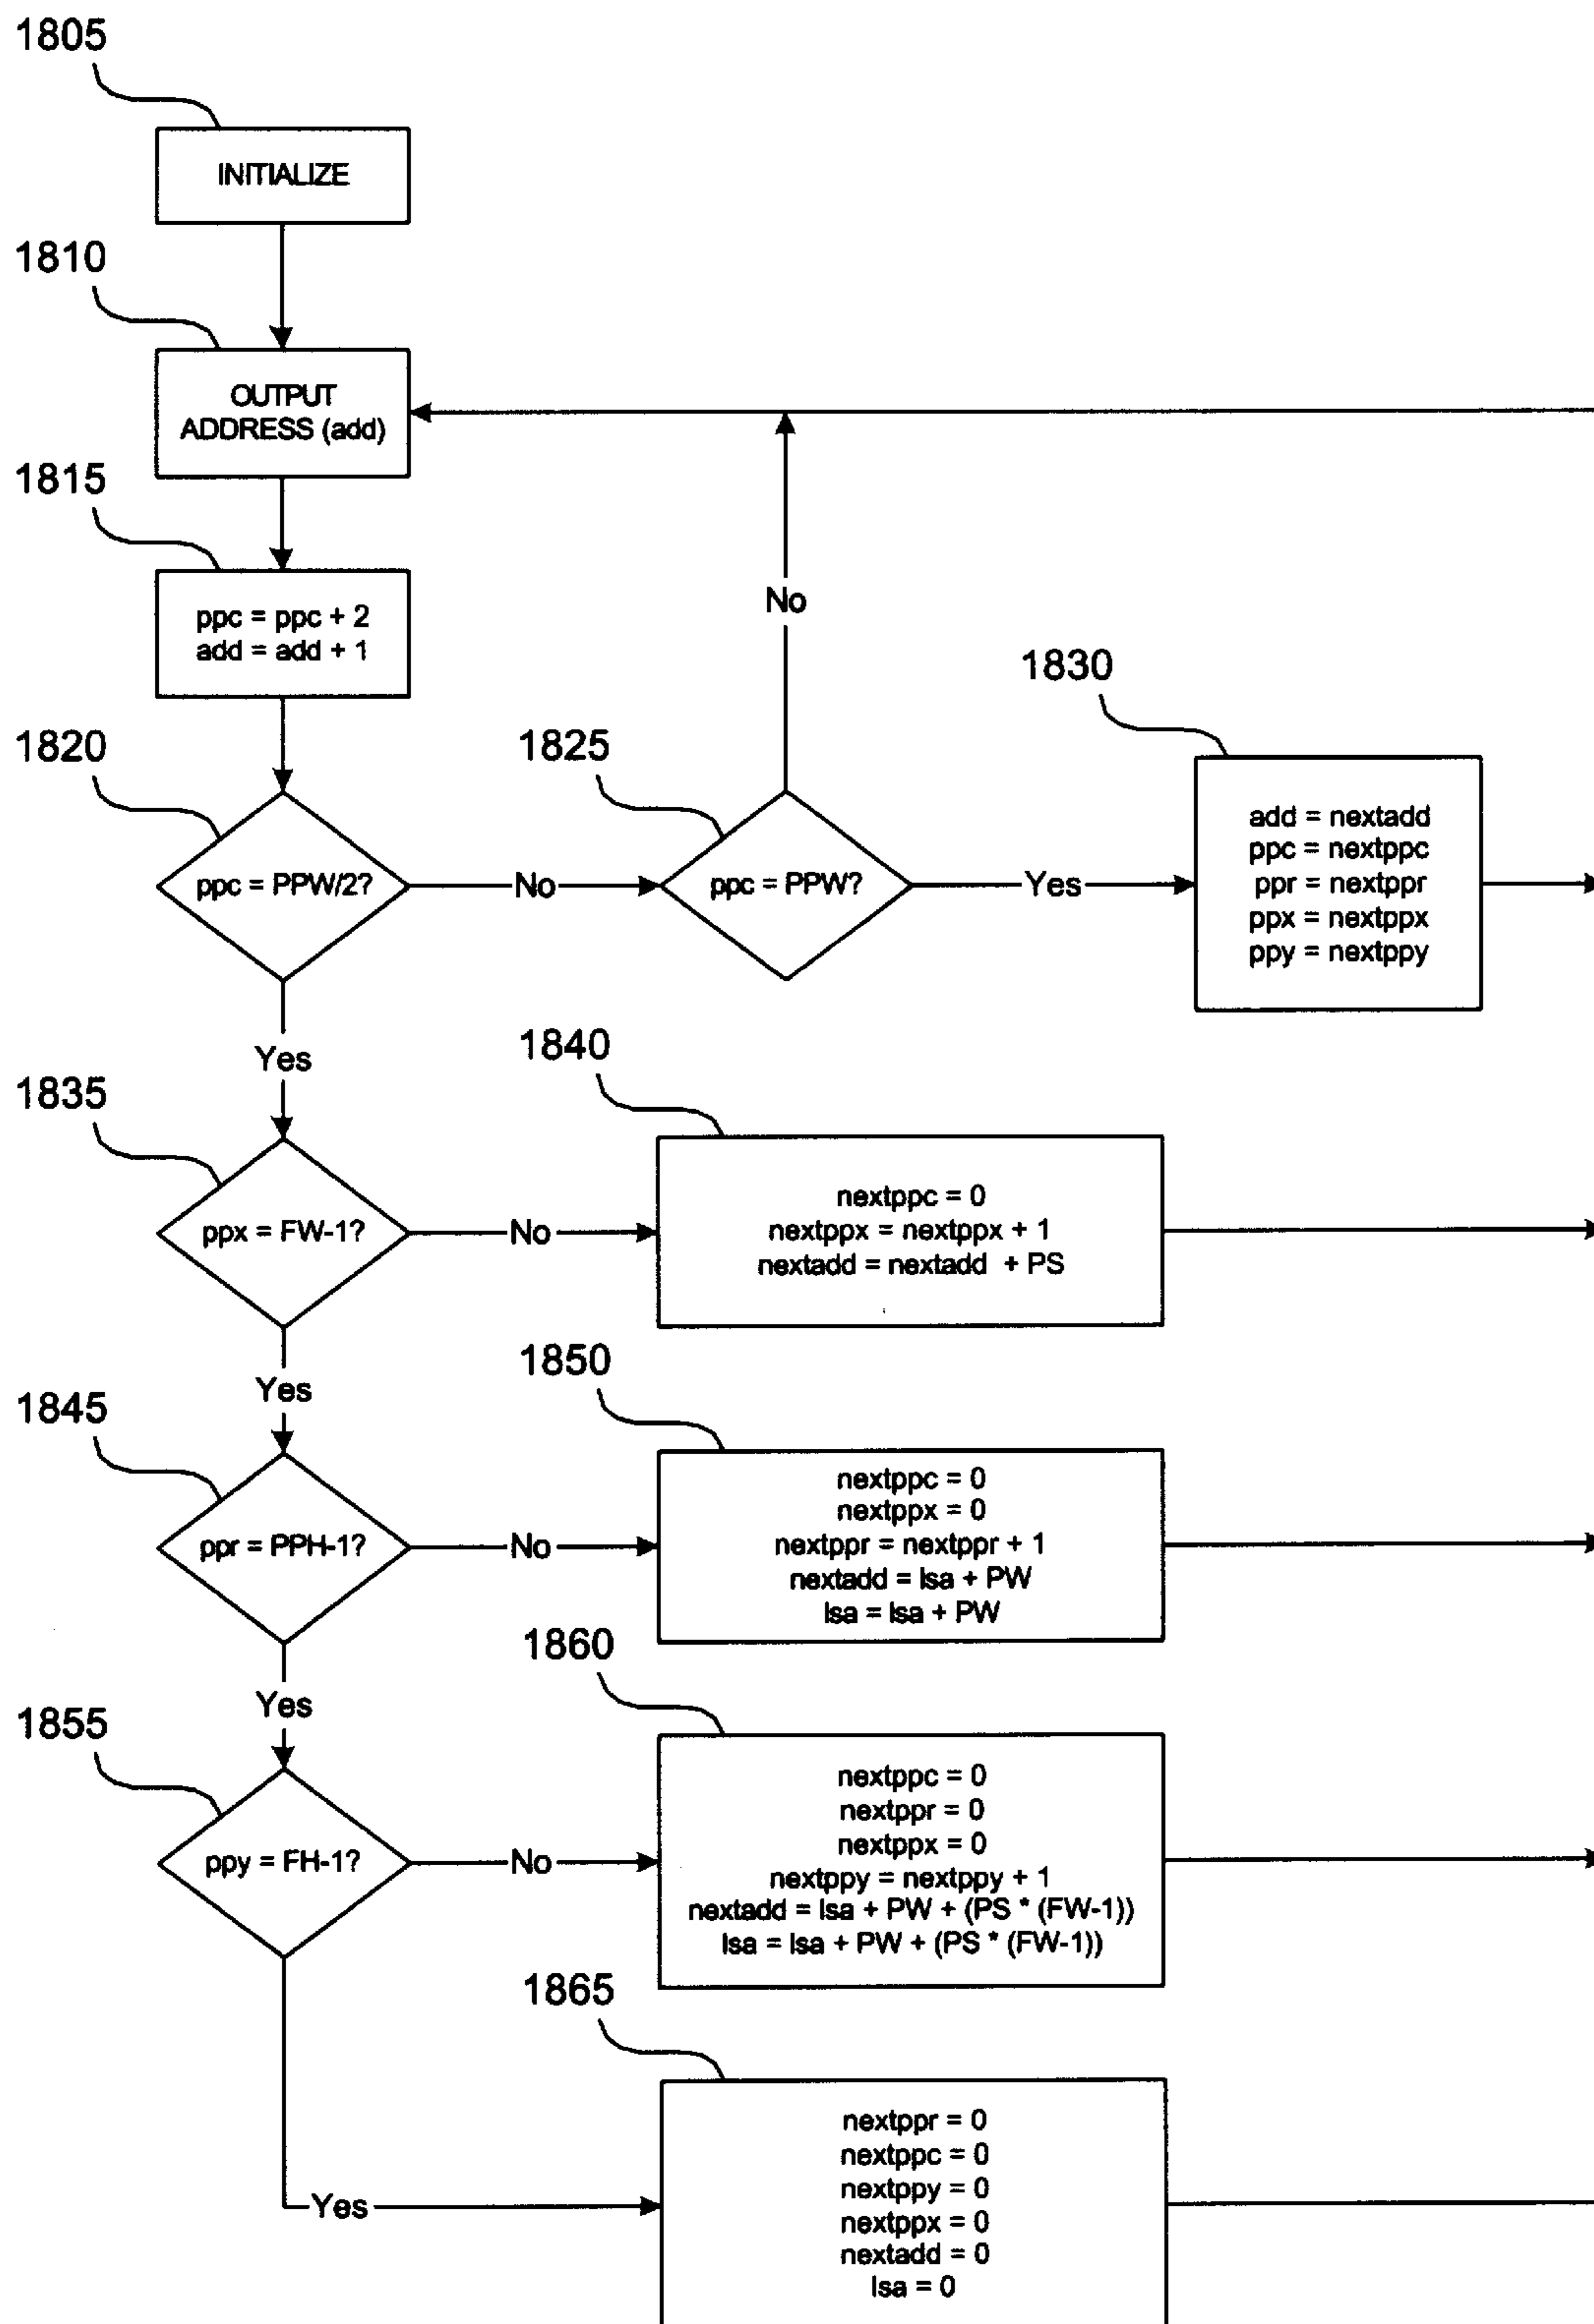 1805
INITIALIZE
1810
OUTPUT
ADDRESS (add)
1815
ppc = ppc + 2
add = add + 1
No
1820
ppc = PPW/2?
No
1825
ppc = PPW?
Yes
1830
add = nextadd
ppc = nextppc
ppr = nextppr
ppx = nextppx
ppy = nextppy
Yes
1835
ppx = FW-1?
No
1840
nextppc = 0
nextppx = nextppx + 1
nextadd = nextadd + PS
Yes
1845
ppr = PPH-1?
No
1850
nextppc = 0
nextppx = 0
nextppr = nextppr + 1
nextadd = lsa + PW
lsa = lsa + PW
Yes
1855
ppy = FH-1?
No
1860
nextppc = 0
nextppr = 0
nextppx = 0
nextppy = nextppy + 1
nextadd = lsa + PW + (PS * (FW-1))
lsa = lsa + PW + (PS * (FW-1))
Yes
1865
nextppr = 0
nextppc = 0
nextppy = 0
nextppx = 0
nextadd = 0
lsa = 0